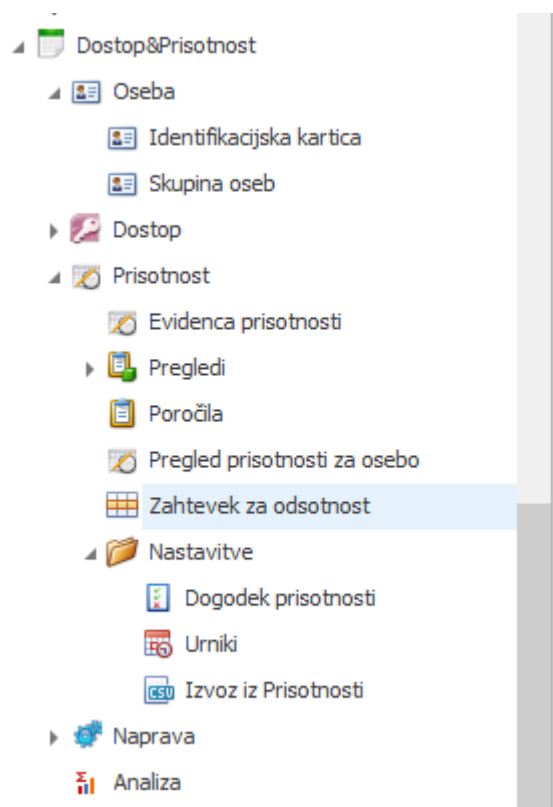 Dostop&Prisotnost
Oseba
Identifikacijska kartica
Skupina oseb
Dostop
Prisotnost
Evidenca prisotnosti
Pregledi
Poročila
Pregled prisotnosti za osebo
Zahtevek za odsotnost
Nastavitve
Dogodek prisotnosti
Urniki
CSV Izvoz iz Prisotnosti
Naprava
Analiza